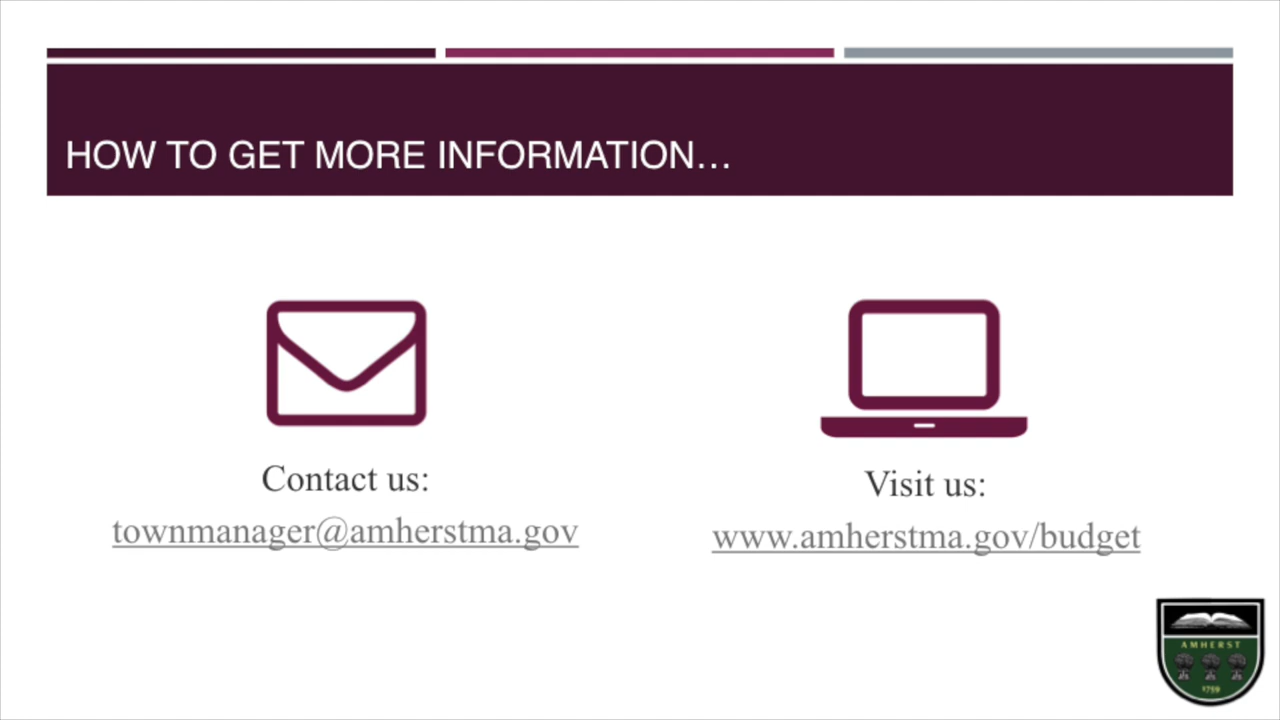 HOW TO GET MORE INFORMATION…
Contact us:
townmanager@amherstma.gov
Visit us:
www.amherstma.gov/budget
AMHERST
1759